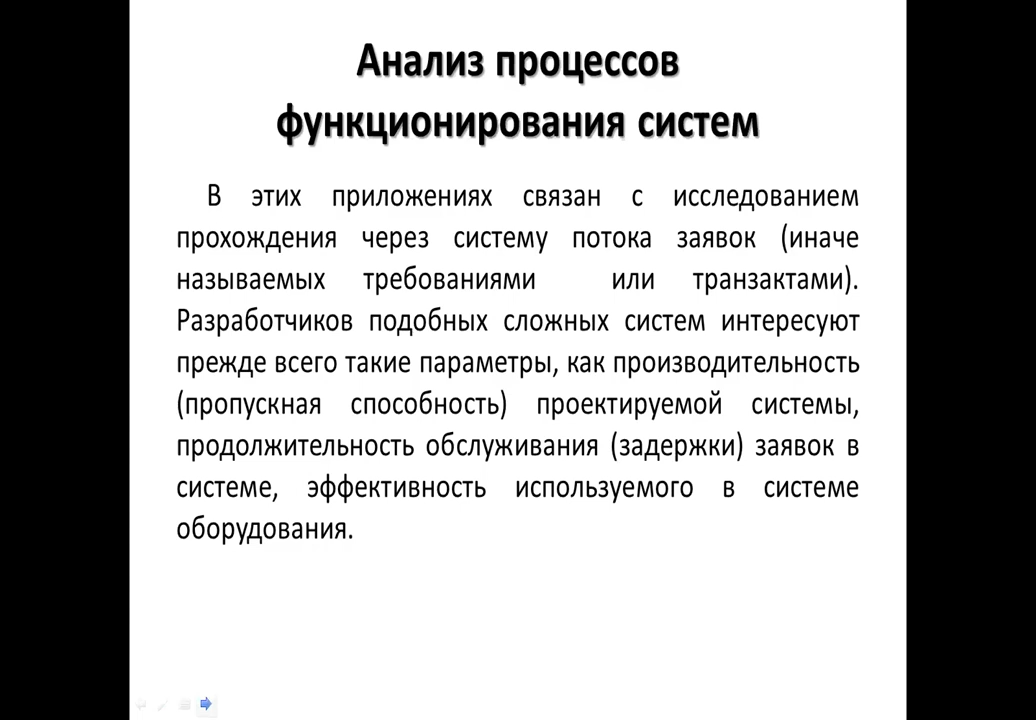 Анализ процессов
функционирования систем
В этих приложениях связан с исследованием
прохождения через систему потока заявок (иначе
называемых требованиями или транзактами).
Разработчиков подобных сложных систем интересуют
прежде всего такие параметры, как производительность
(пропускная способность) проектируемой системы,
продолжительность обслуживания (задержки) заявок в
системе, эффективность используемого в системе
оборудования.